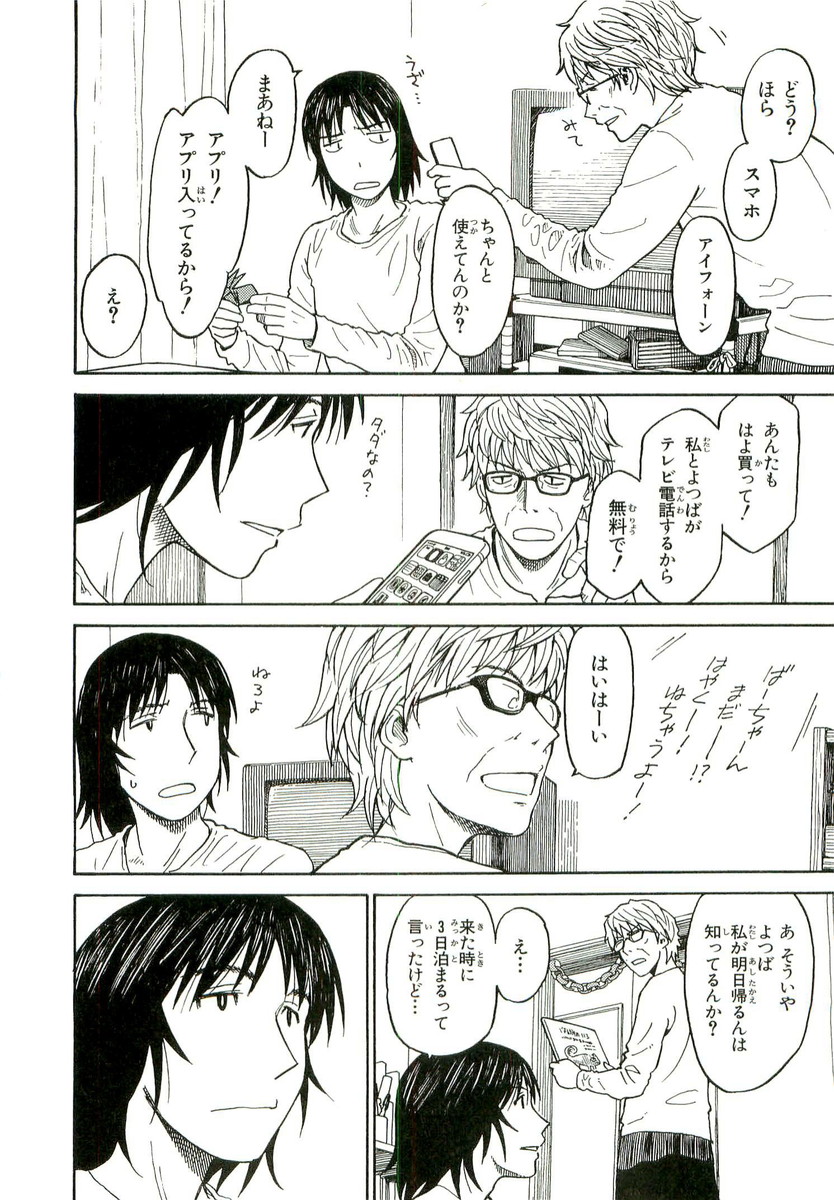 どう?
ほら
スマホ
アイフォーン
みて
ちゃんと
使えてんのか?
うざ…
まあねー
アプリ!
アプリ入ってるから!
え?
あんたも
はよ買って!
私とよつばが
テレビ電話するから
無料で!
タダなの?
ばーちゃーん
まだーー!?
はやくー!
ねちゃうよー!
はいはーい
ねろよ
あ そういや
よつば
私が明日帰るんは
知ってるんか?
え…
来た時に
3日泊まるって
言ったけど…